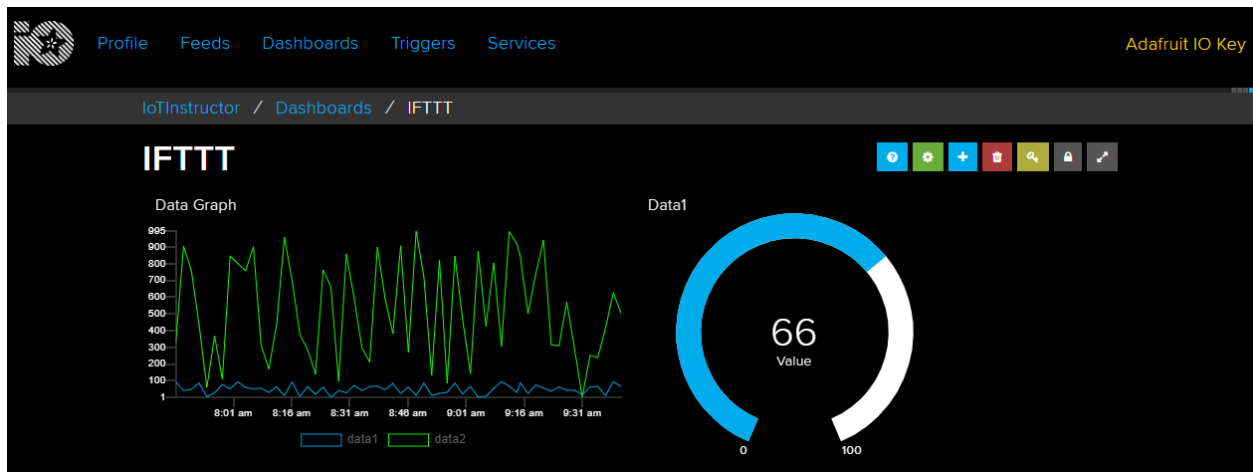 iO Profile Feeds Dashboards Triggers Services Adafruit IO Key
IoTInstructor / Dashboards / IFTTT
IFTTT
Data Graph
995
900
800
700
600
500
400
300
200
100
1
8:01 am 8:16 am 8:31 am 8:46 am 9:01 am 9:16 am 9:31 am
data1 data2
Data1
66
Value
0 100